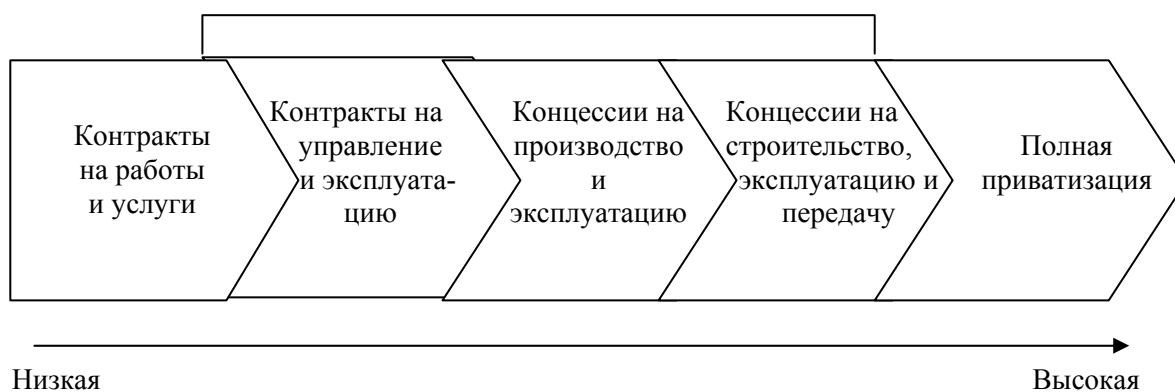 Контракты
на работы
и услуги
Контракты на
управление
и эксплуата-
цию
Концессии на
производство
и
эксплуатацию
Концессии на
строительство,
эксплуатацию и
передачу
Полная
приватизация
Низкая
Высокая